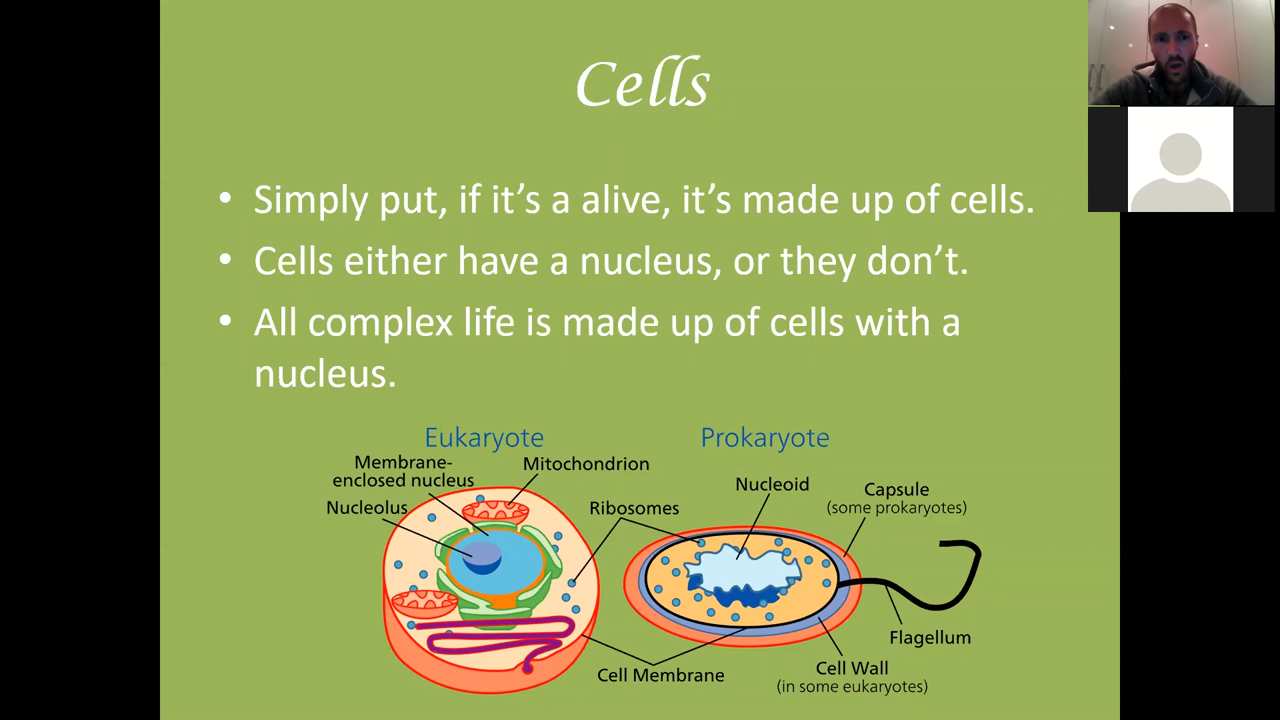 Cells
• Simply put, if it’s a alive, it’s made up of cells.
• Cells either have a nucleus, or they don’t.
• All complex life is made up of cells with a
nucleus.
Eukaryote
Prokaryote
Membrane-
enclosed nucleus
Mitochondrion
Nucleolus
Ribosomes
Nucleoid
Capsule
(some prokaryotes)
Flagellum
Cell Membrane
Cell Wall
(in some eukaryotes)